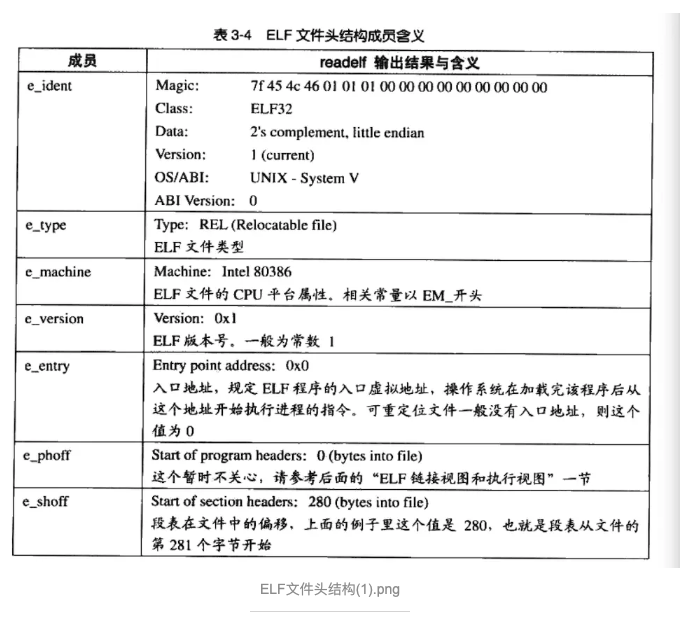 表 3-4 ELF 文件头结构成员含义
成员 readelf 输出结果与含义
e_ident Magic: 7f 45 4c 46 01 01 01 00 00 00 00 00 00 00 00 00
Class: ELF32
Data: 2's complement, little endian
Version: 1 (current)
OS/ABI: UNIX - System V
ABI Version: 0
e_type Type: REL (Relocatable file)
ELF 文件类型
e_machine Machine: Intel 80386
ELF 文件的 CPU 平台属性。相关常量以 EM_开头
e_version Version: 0x1
ELF 版本号。一般为常数 1
e_entry Entry point address: 0x0
入口地址，规定 ELF 程序的入口虚拟地址，操作系统在加载完该程序后从
这个地址开始执行进程的指令。可重定位文件一般没有入口地址，则这个
值为 0
e_phoff Start of program headers: 0 (bytes into file)
这个暂时不关心，请参考后面的“ELF 链接视图和执行视图”一节
e_shoff Start of section headers: 280 (bytes into file)
段表在文件中的偏移，上面的例子里这个值是 280，也就是段表从文件的
第 281 个字节开始
ELF文件头结构(1).png